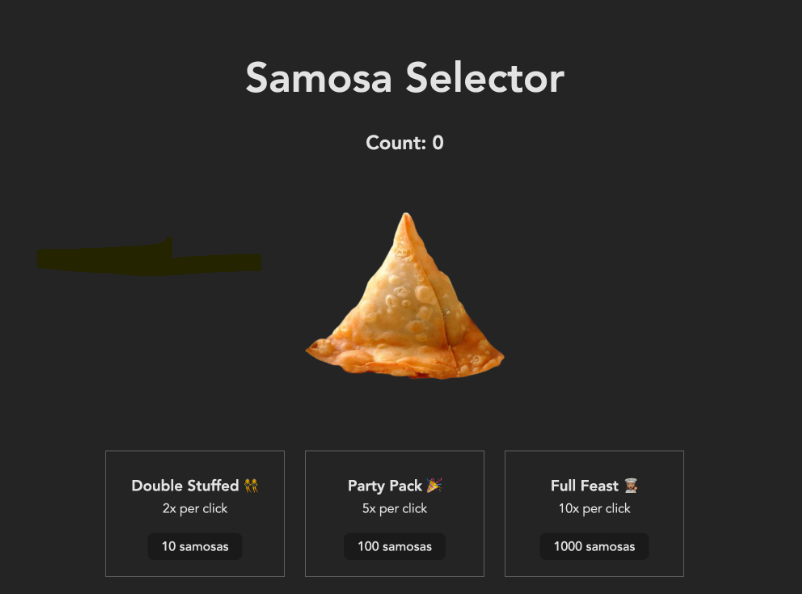 Samosa Selector
Count: 0
Double Stuffed 👯
2x per click
10 samosas
Party Pack 🎉
5x per click
100 samosas
Full Feast 👨🏽‍🍳
10x per click
1000 samosas